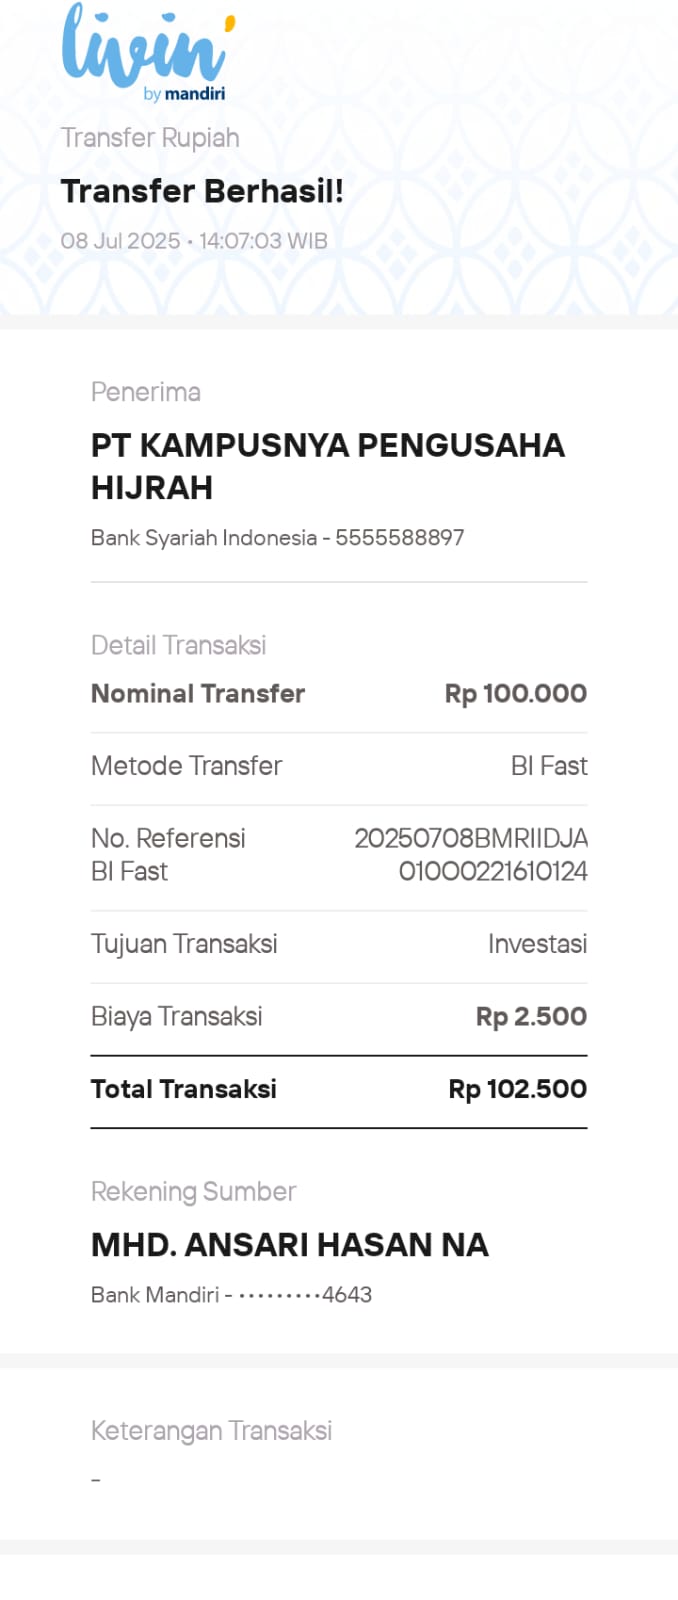 livin'
by mandiri
Transfer Rupiah
Transfer Berhasil!
08 Jul 2025 • 14:07:03 WIB
Penerima
PT KAMPUSNYA PENGUSAHA
HIJRAH
Bank Syariah Indonesia - 5555588897
Detail Transaksi
Nominal Transfer Rp 100.000
Metode Transfer BI Fast
No. Referensi 20250708BMRIIDJA
BI Fast 010O0221610124
Tujuan Transaksi Investasi
Biaya Transaksi Rp 2.500
Total Transaksi Rp 102.500
Rekening Sumber
MHD. ANSARI HASAN NA
Bank Mandiri - •••••••••4643
Keterangan Transaksi
-